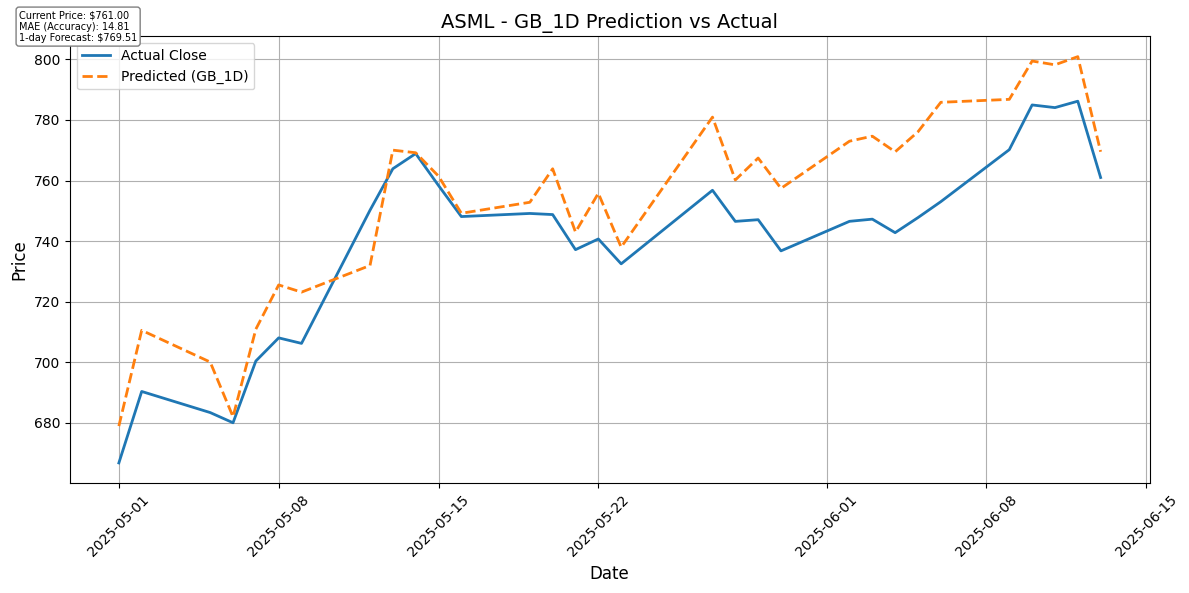 Current Price: $761.00
MAE (Accuracy): 14.81
1-day Forecast: $769.51
ASML - GB_1D Prediction vs Actual
Actual Close
Predicted (GB_1D)
Price
800
780
760
740
720
700
680
2025-05-01
2025-05-08
2025-05-15
2025-05-22
2025-06-01
2025-06-08
2025-06-15
Date